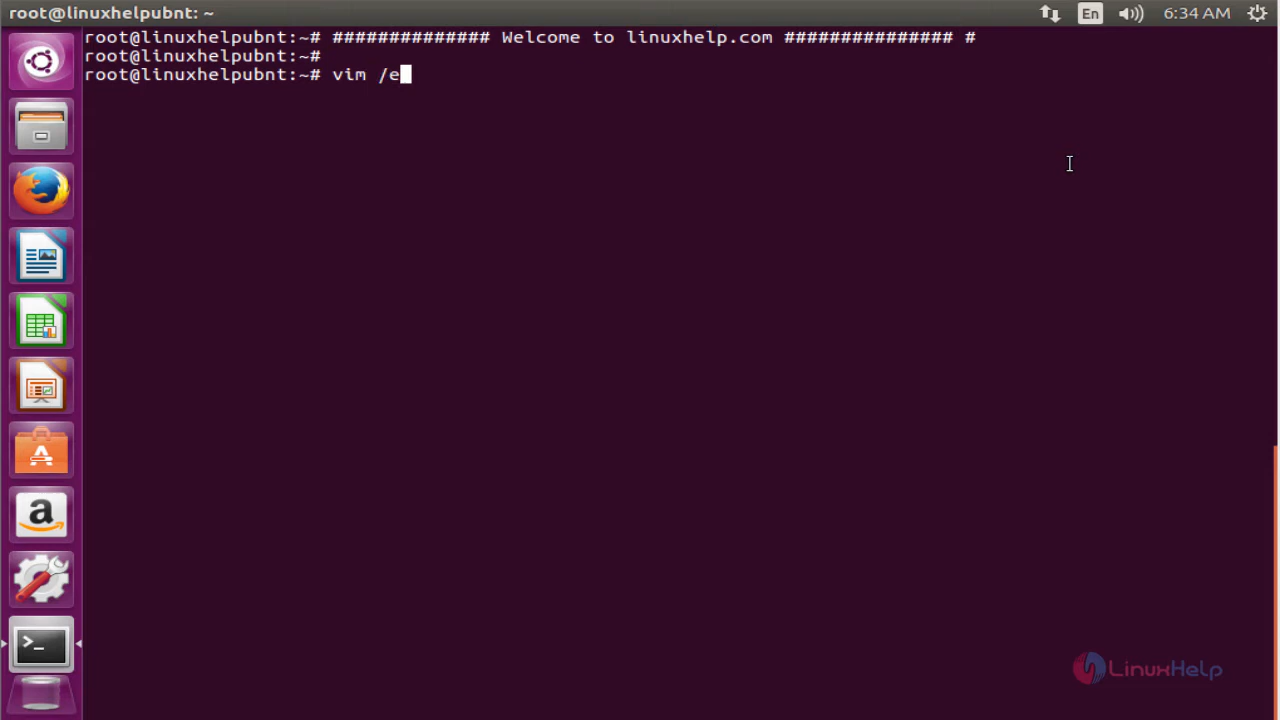 root@linuxhelpubnt: ~
En
6:34 AM
root@linuxhelpubnt:~# ############## Welcome to linuxhelp.com ############### #
root@linuxhelpubnt:~#
root@linuxhelpubnt:~# vim /e
A
a
>_
LinuxHelp